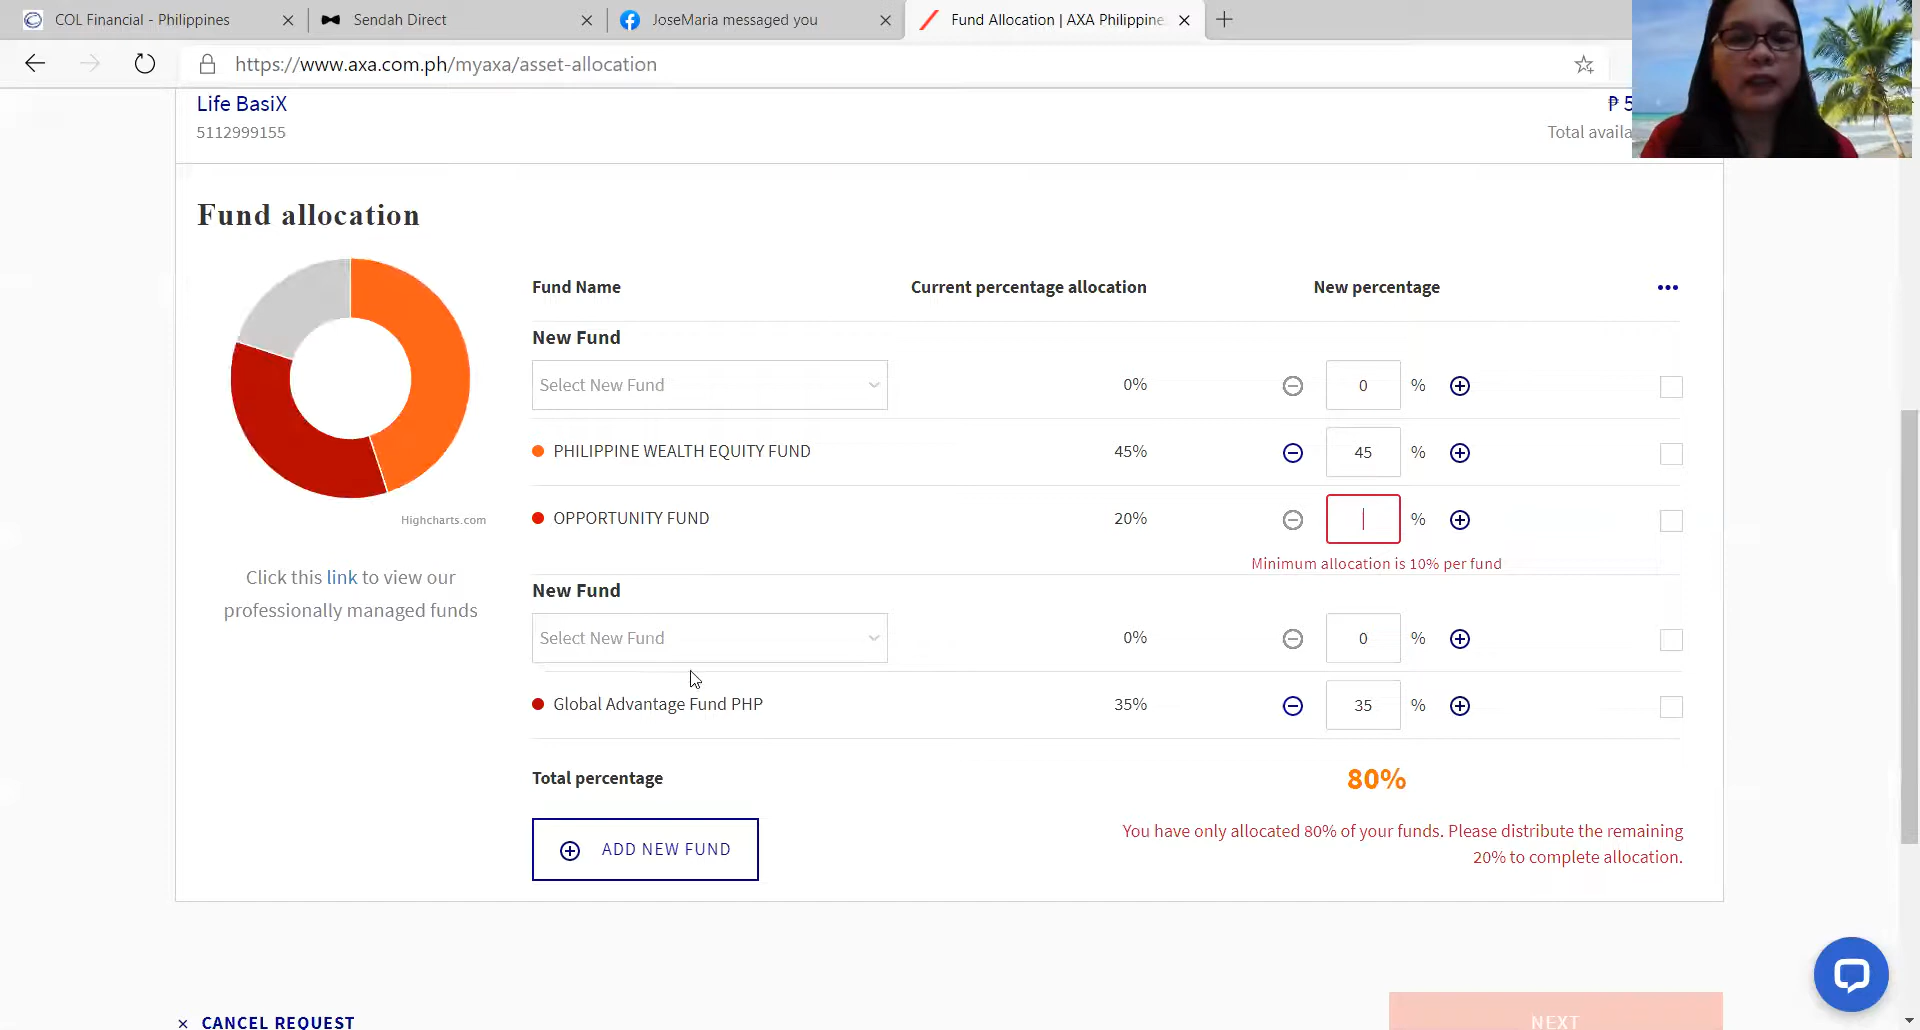 COL Financial - Philippines
Sendah Direct
JoseMaria messaged you
Fund Allocation | AXA Philippine
https://www.axa.com.ph/myaxa/asset-allocation
Life BasiX
₱ 5
5112999155
Total availa
Fund allocation
Fund Name
Current percentage allocation
New percentage
New Fund
Select New Fund
0%
0
%
PHILIPPINE WEALTH EQUITY FUND
45%
45
%
OPPORTUNITY FUND
20%
%
Minimum allocation is 10% per fund
Highcharts.com
Click this link to view our
professionally managed funds
New Fund
Select New Fund
0%
0
%
Global Advantage Fund PHP
35%
35
%
Total percentage
80%
You have only allocated 80% of your funds. Please distribute the remaining
20% to complete allocation.
ADD NEW FUND
CANCEL REQUEST
NEXT